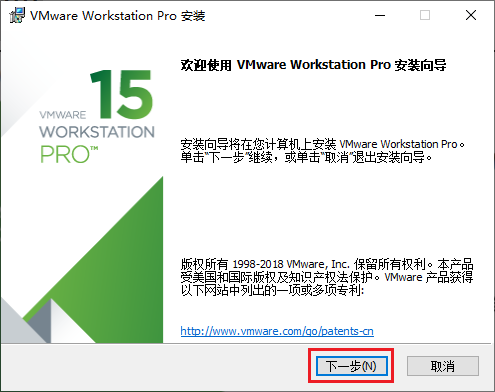 VMware Workstation Pro 安装
VMWARE 15
WORKSTATION
PRO™
欢迎使用 VMware Workstation Pro 安装向导
安装向导将在您计算机上安装 VMware Workstation Pro。
单击“下一步”继续，或单击“取消”退出安装向导。
版权所有 1998-2018 VMware, Inc. 保留所有权利。本产品
受美国和国际版权及知识产权法保护。VMware 产品获得
以下网站中列出的一项或多项专利:
http://www.vmware.com/go/patents-cn
下一步(N)
取消